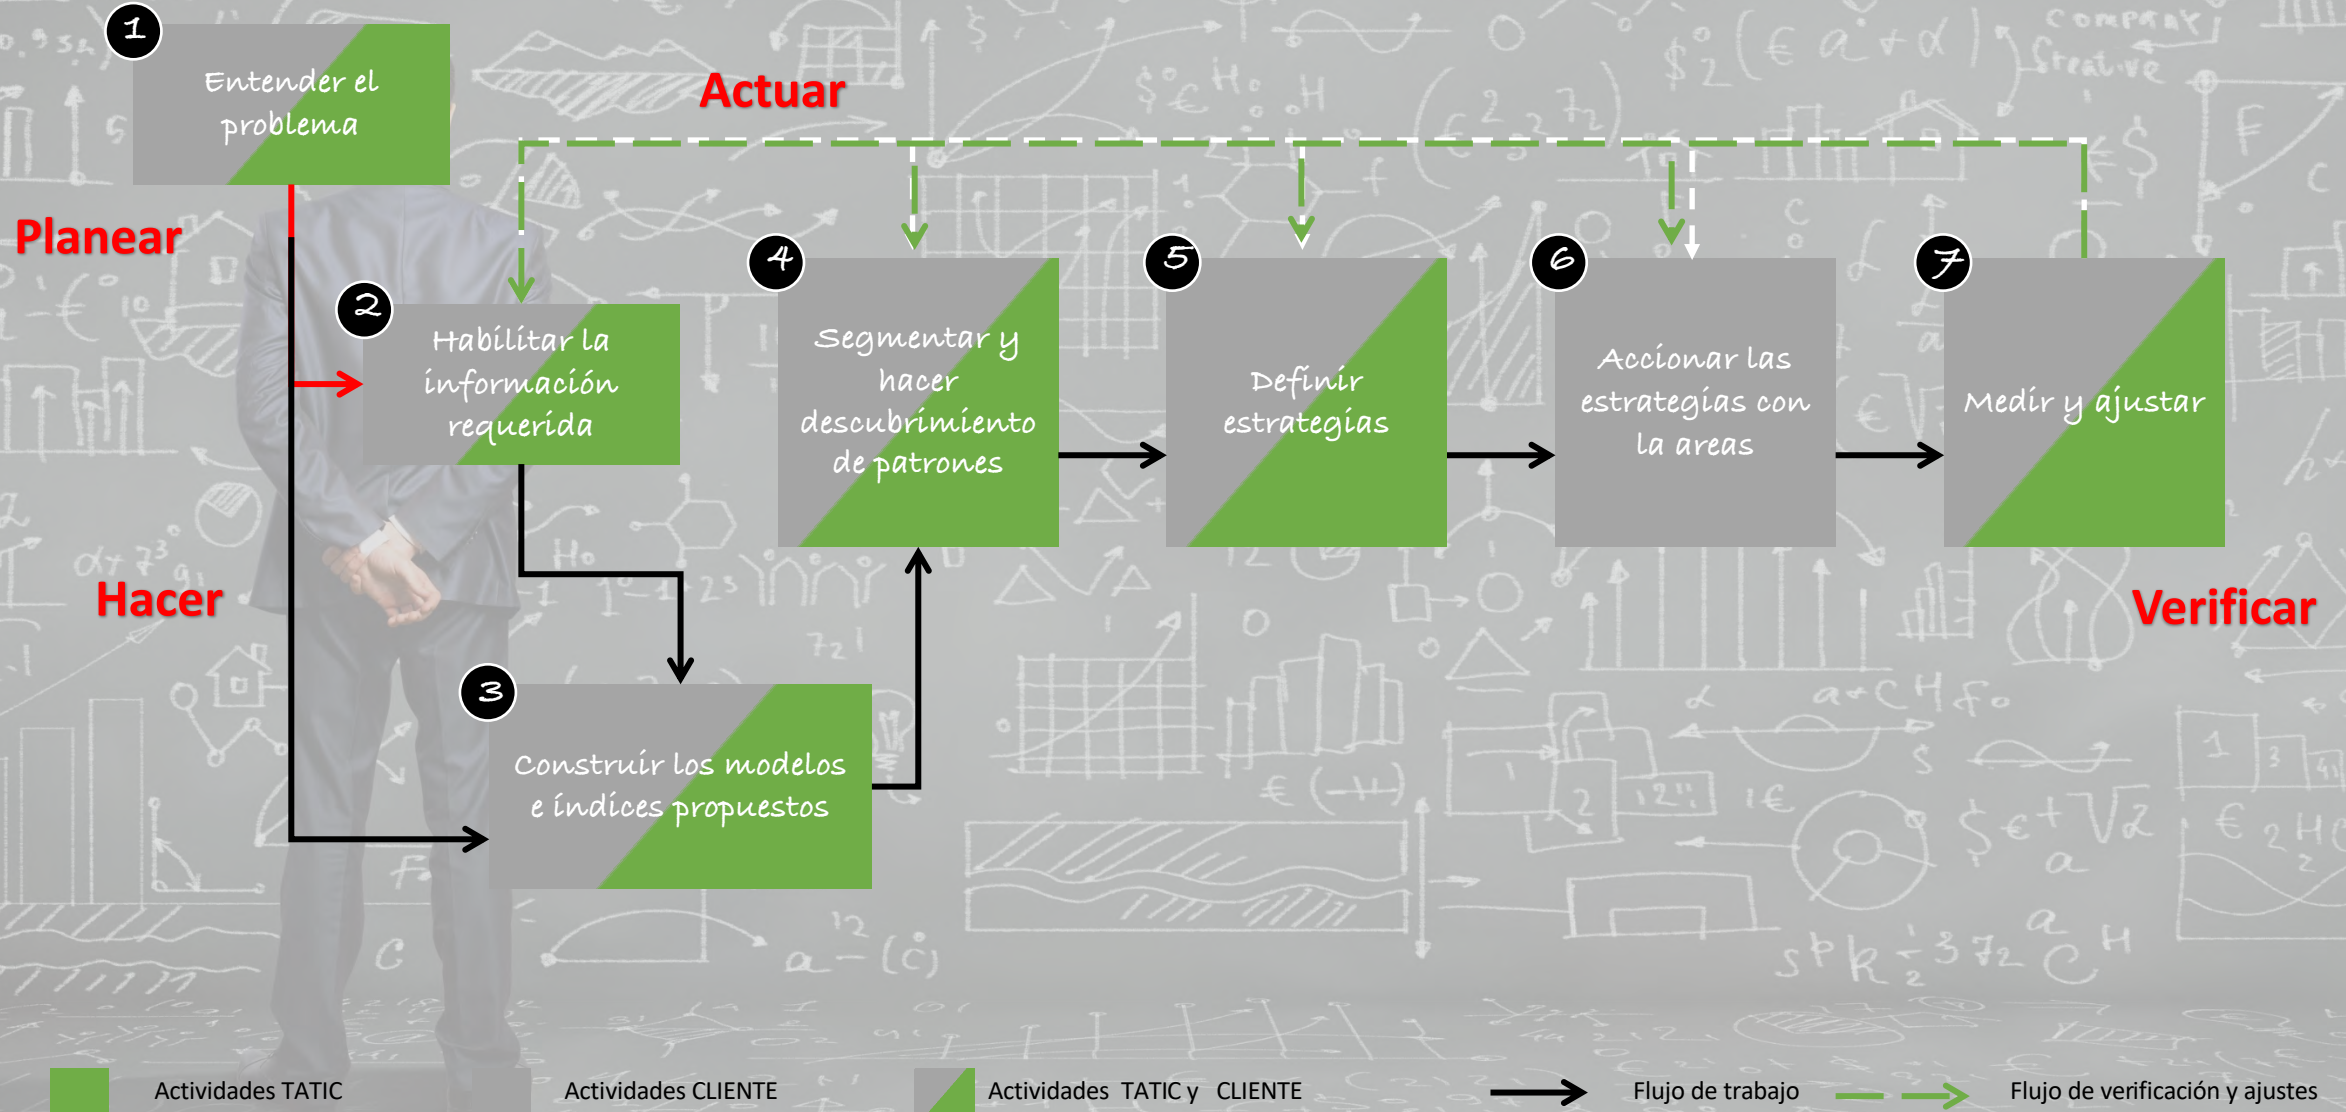 1
Entender el
problema
Actuar
Planear
2
Habilitar la
información
requerida
4
Segmentar y
hacer
descubrimiento
de patrones
5
Definir
estrategias
6
Accionar las
estrategias con
la areas
7
Medir y ajustar
Hacer
Verificar
3
Construir los modelos
e índices propuestos
Actividades TATIC
Actividades CLIENTE
Actividades TATIC y CLIENTE
Flujo de trabajo
Flujo de verificación y ajustes